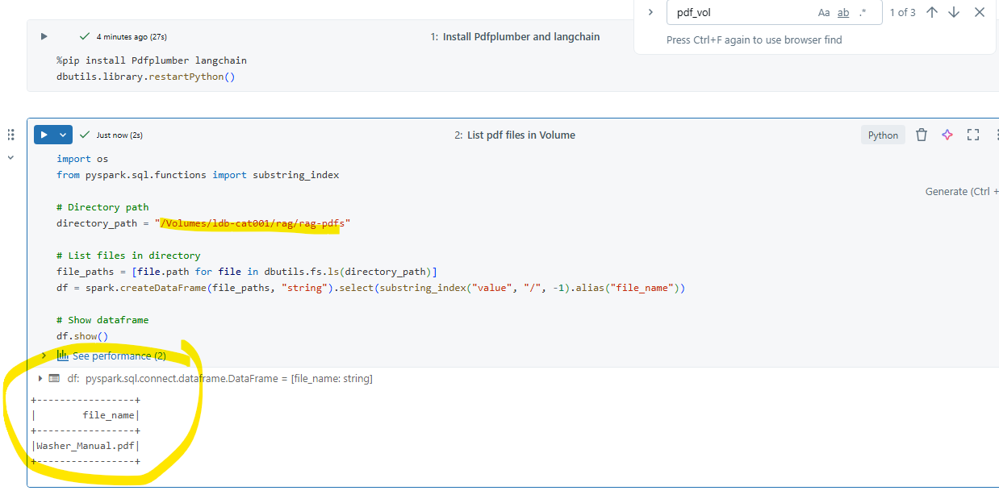 pdf_vol
Aa ab .* 1 of 3
Press Ctrl+F again to use browser find
4 minutes ago (27s)
1: Install Pdfplumber and langchain
%pip install Pdfplumber langchain
dbutils.library.restartPython()
Just now (2s)
2: List pdf files in Volume
Python
import os
from pyspark.sql.functions import substring_index
Generate (Ctrl +
# Directory path
directory_path = "/Volumes/ldb-cat001/rag/rag-pdfs"
# List files in directory
file_paths = [file.path for file in dbutils.fs.ls(directory_path)]
df = spark.createDataFrame(file_paths, "string").select(substring_index("value", "/", -1).alias("file_name"))
# Show dataframe
df.show()
See performance (2)
df: pyspark.sql.connect.dataframe.DataFrame = [file_name: string]
+-----------------+
|        file_name|
+-----------------+
|Washer_Manual.pdf|
+-----------------+